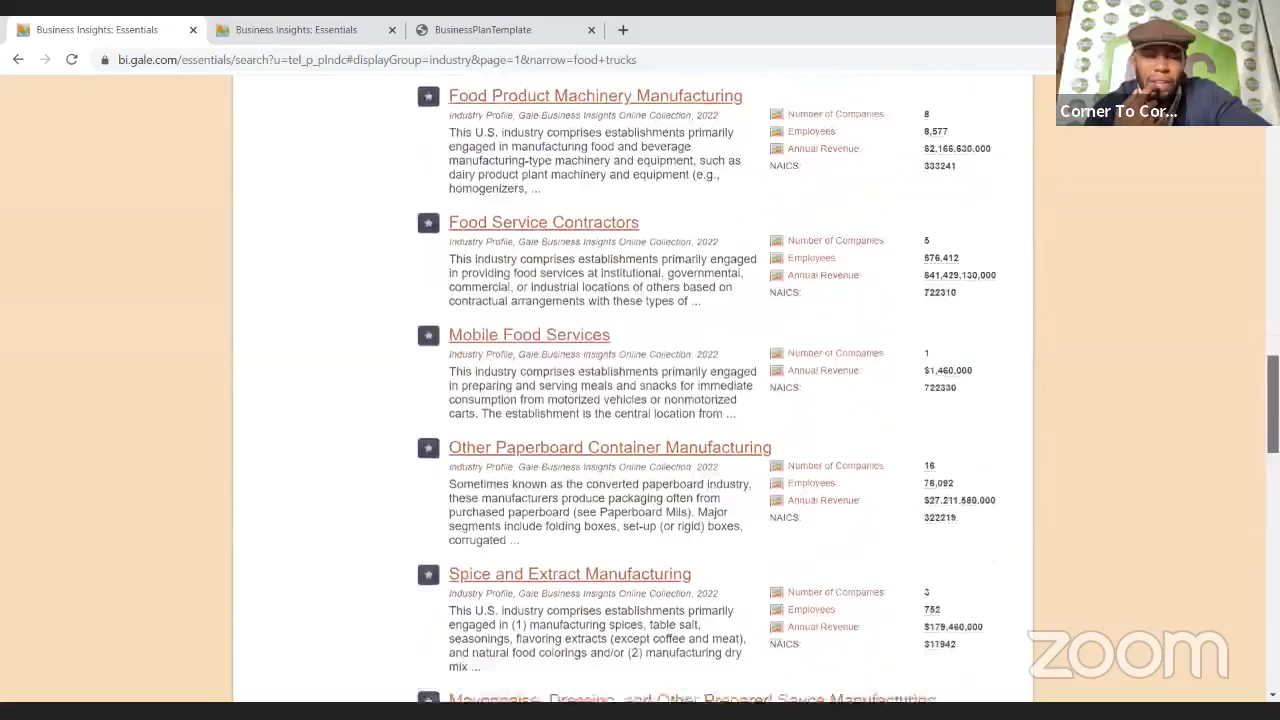 Business Insights: Essentials
Business Insights: Essentials
BusinessPlanTemplate
bi.gale.com/essentials/search?u=tel_p_plndc#displayGroup=industry&page=1&narrow=food+trucks
Corner To Cor...
Food Product Machinery Manufacturing
Industry Profile, Gale Business Insights Online Collection, 2022
This U.S. industry comprises establishments primarily
engaged in manufacturing food and beverage
manufacturing-type machinery and equipment, such as
dairy product plant machinery and equipment (e.g.,
homogenizers, ...
Number of Companies 8
Employees: 8,577
Annual Revenue: $2,166,630,000
NAICS: 333241
Food Service Contractors
Industry Profile, Gale Business Insights Online Collection, 2022
This industry comprises establishments primarily engaged
in providing food services at institutional, governmental,
commercial, or industrial locations of others based on
contractual arrangements with these types of ...
Number of Companies 5
Employees 576,412
Annual Revenue: $41,429,130,000
NAICS: 722310
Mobile Food Services
Industry Profile, Gale Business Insights Online Collection, 2022
This industry comprises establishments primarily engaged
in preparing and serving meals and snacks for immediate
consumption from motorized vehicles or nonmotorized
carts. The establishment is the central location from ...
Number of Companies 1
Annual Revenue: $1,460,000
NAICS: 722330
Other Paperboard Container Manufacturing
Industry Profile, Gale Business Insights Online Collection, 2022
Sometimes known as the converted paperboard industry,
these manufacturers produce packaging often from
purchased paperboard (see Paperboard Mils). Major
segments include folding boxes, set-up (or rigid) boxes,
corrugated ...
Number of Companies 16
Employees 76,092
Annual Revenue: $27,211,580,000
NAICS: 322219
Spice and Extract Manufacturing
Industry Profile, Gale Business Insights Online Collection, 2022
This U.S. industry comprises establishments primarily
engaged in (1) manufacturing spices, table salt,
seasonings, flavoring extracts (except coffee and meat),
and natural food colorings and/or (2) manufacturing dry
mix ...
Number of Companies 3
Employees 752
Annual Revenue $179,460,000
NAICS: 311942
Mayonnaise, Dressing, and Other Prepared Sauce Manufacturing
zoom